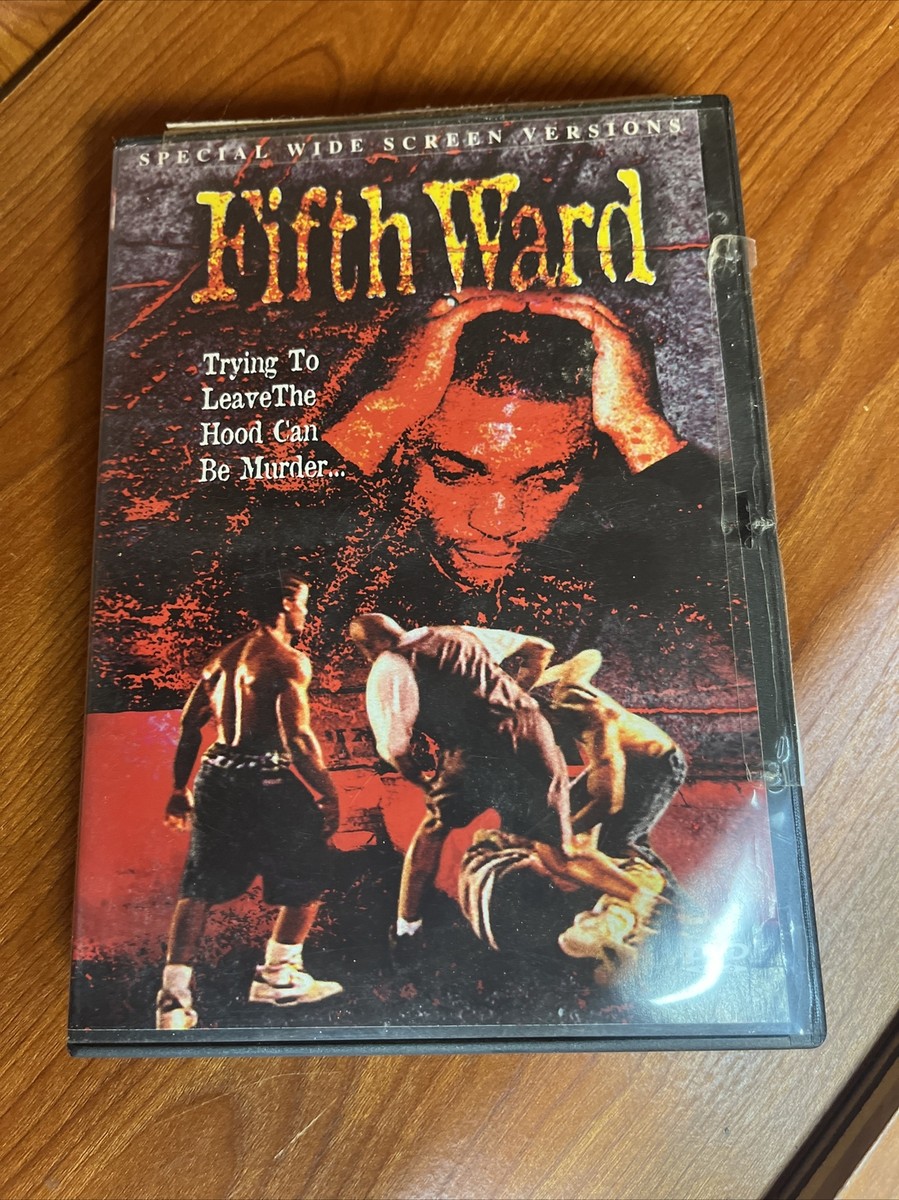 SPECIAL WIDE SCREEN VERSIONS
Fifth Ward
Trying To
LeaveThe
Hood Can
Be Murder...